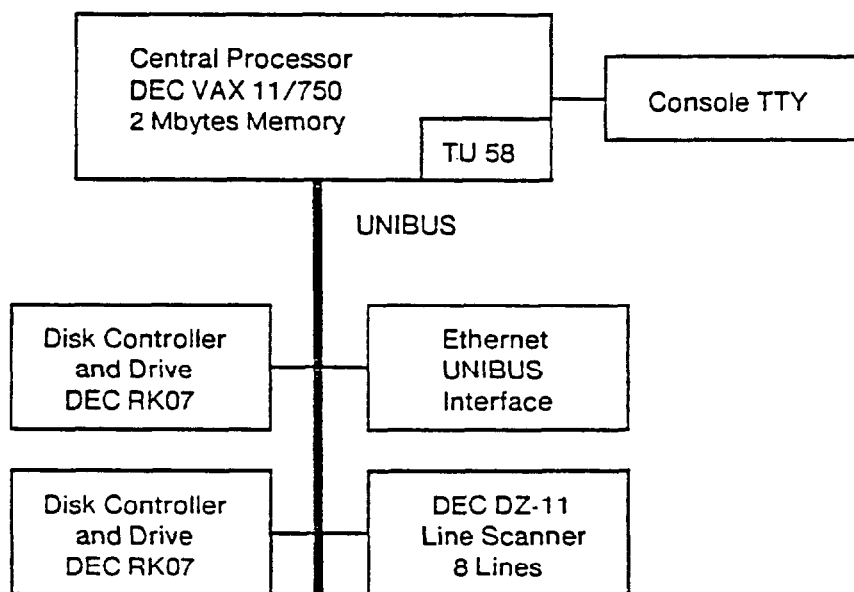 Central Processor
DEC VAX 11/750
2 Mbytes Memory
TU 58
Console TTY
UNIBUS
Disk Controller
and Drive
DEC RK07
Ethernet
UNIBUS
Interface
Disk Controller
and Drive
DEC RK07
DEC DZ-11
Line Scanner
8 Lines